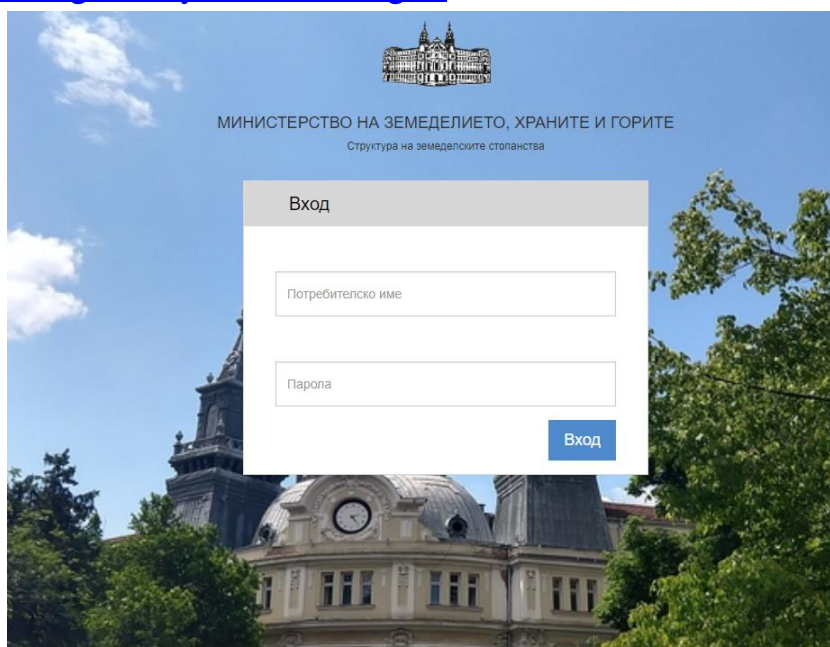 МИНИСТЕРСТВО НА ЗЕМЕДЕЛИЕТО, ХРАНИТЕ И ГОРИТЕ
Структура на земеделските стопанства
Вход
Потребителско име
Парола
Вход